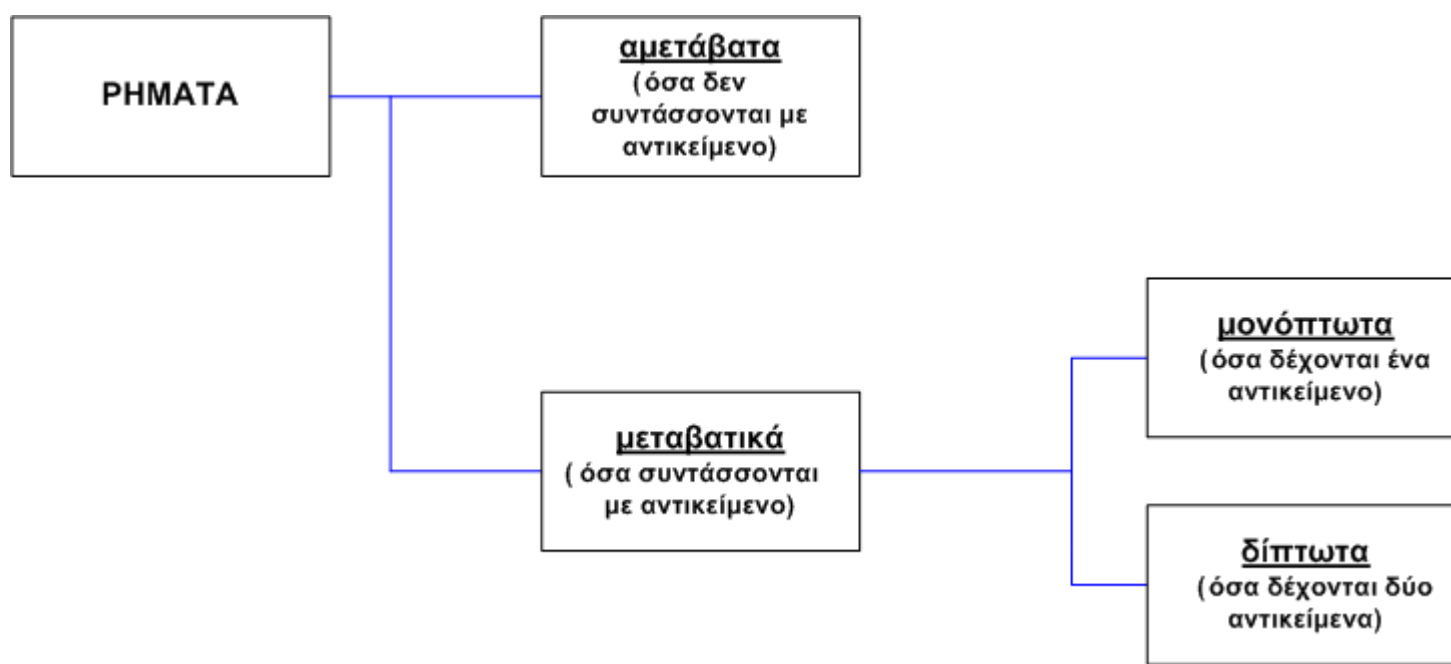 ΡΗΜΑΤΑ
αμετάβατα
(όσα δεν
συντάσσονται με
αντικείμενο)
μεταβατικά
( όσα συντάσσονται
με αντικείμενο)
μονόπτωτα
(όσα δέχονται ένα
αντικείμενο)
δίπτωτα
(όσα δέχονται δύο
αντικείμενα)